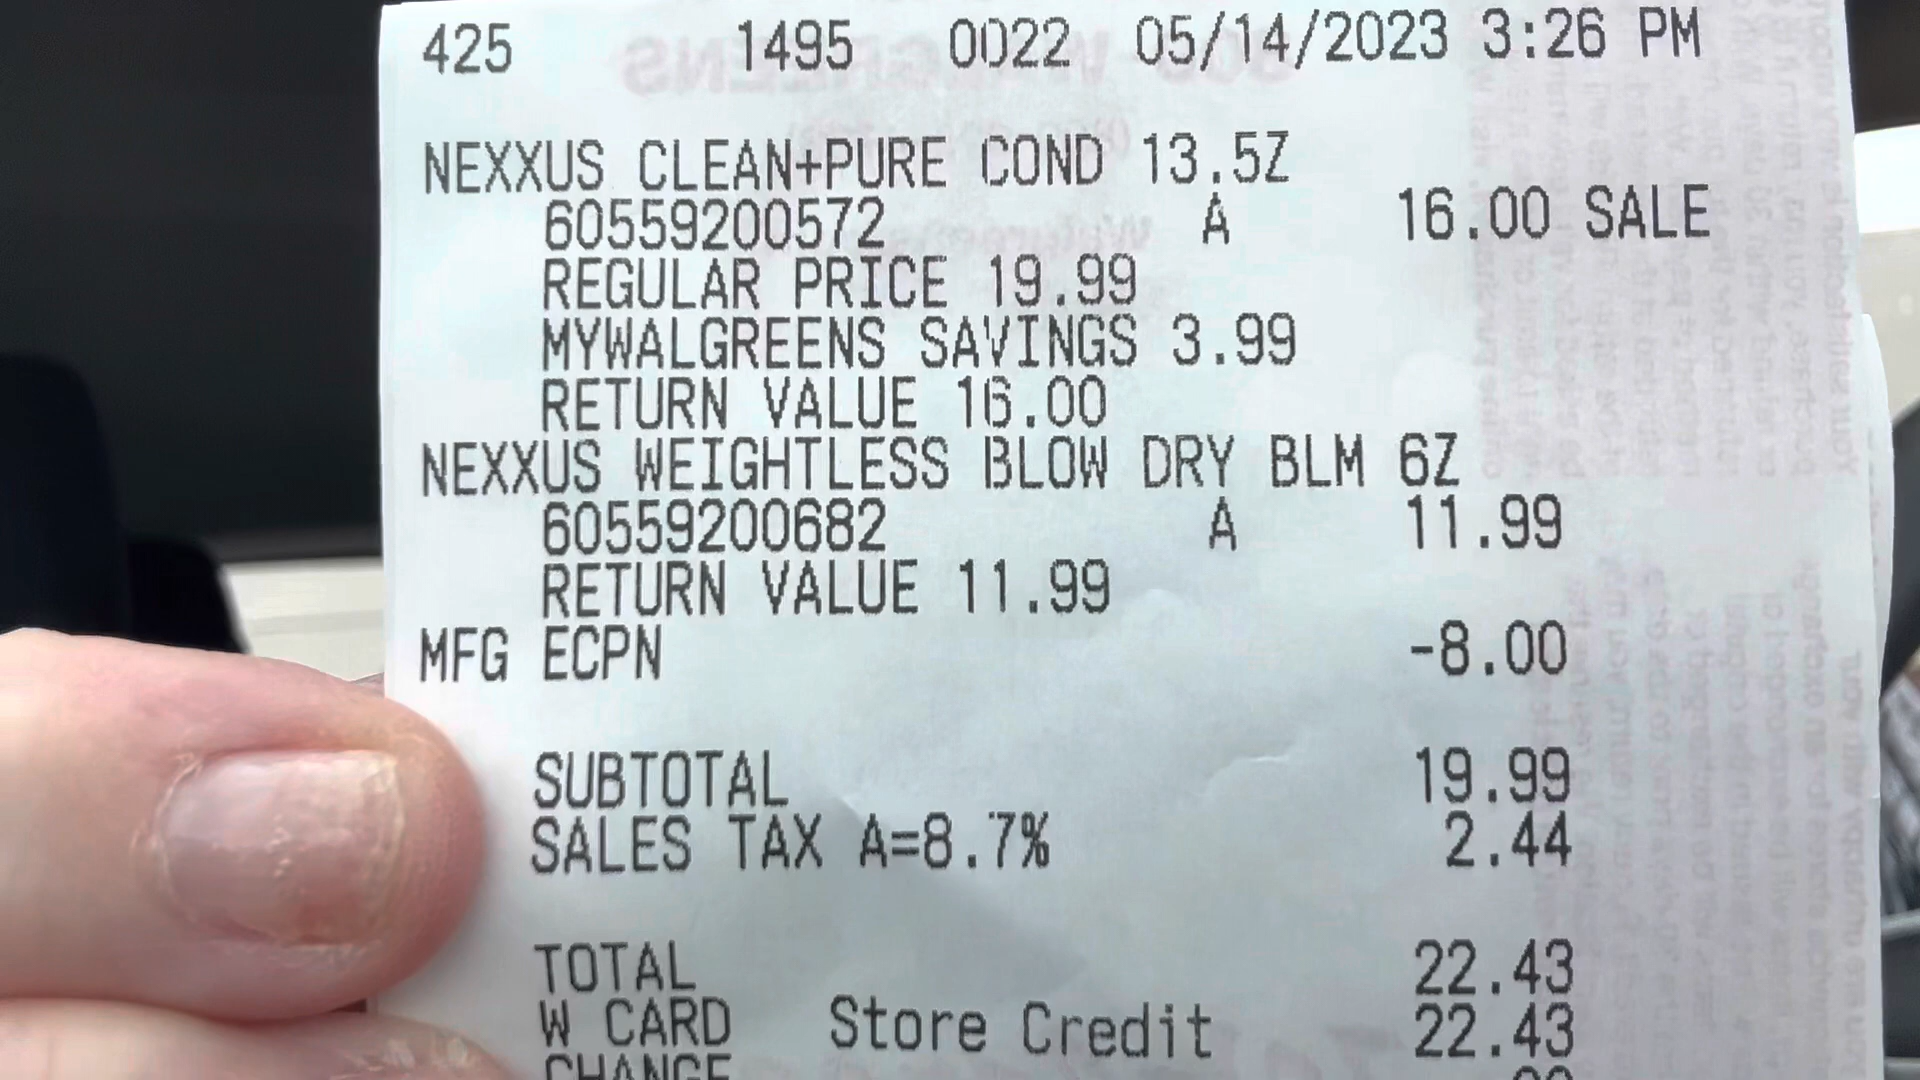 425 1495 0022 05/14/2023 3:26 PM
NEXXUS CLEAN+PURE COND 13.5Z
60559200572 A 16.00 SALE
REGULAR PRICE 19.99
MYWALGREENS SAVINGS 3.99
RETURN VALUE 16.00
NEXXUS WEIGHTLESS BLOW DRY BLM 6Z
60559200682 A 11.99
RETURN VALUE 11.99
MFG ECPN -8.00
SUBTOTAL 19.99
SALES TAX A=8.7% 2.44
TOTAL 22.43
W CARD Store Credit 22.43
CHANGE